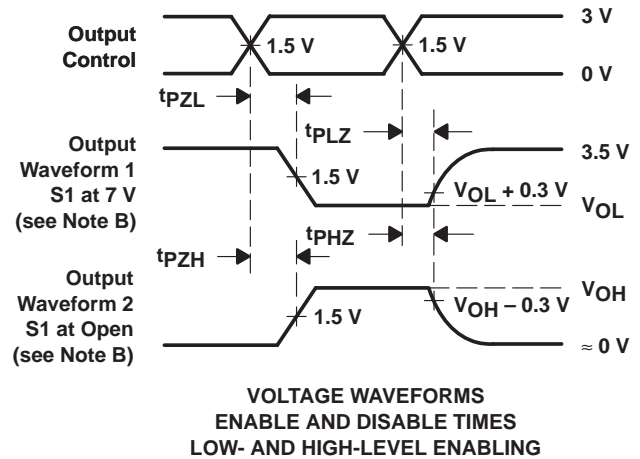 3 V
Output
Control
1.5 V
1.5 V
0 V
tPZL
tPLZ
Output
Waveform 1
S1 at 7 V
(see Note B)
3.5 V
1.5 V
VOL + 0.3 V
VOL
tPZH
tPHZ
Output
Waveform 2
S1 at Open
(see Note B)
VOH
VOH – 0.3 V
1.5 V
≈ 0 V
VOLTAGE WAVEFORMS
ENABLE AND DISABLE TIMES
LOW- AND HIGH-LEVEL ENABLING